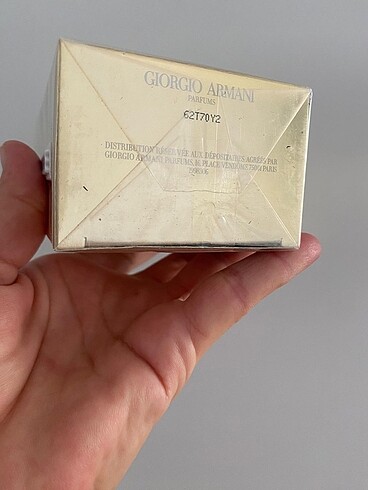 GIORGIO ARMANI
PARFUMS
62T70Y2
DISTRIBUTION RÉSERVÉE AUX DÉPOSITAIRES AGRÉÉS PAR
GIORGIO ARMANI PARFUMS, 16, PLACE VENDÔME 75001 PARIS